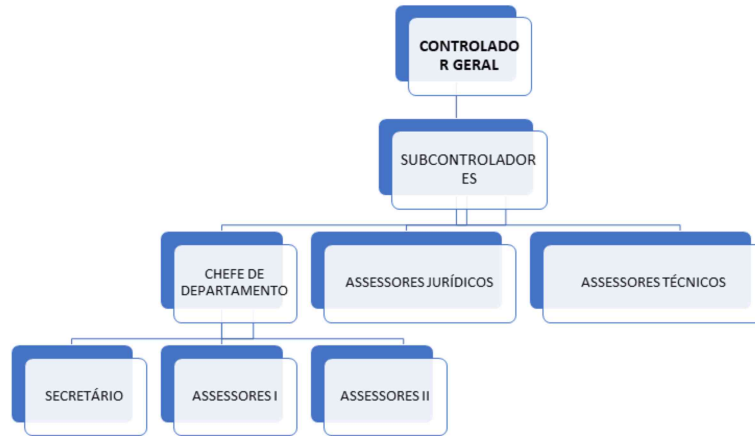 CONTROLADO
R GERAL
SUBCONTROLADOR
ES
CHEFE DE
DEPARTAMENTO
ASSESSORES JURÍDICOS
ASSESSORES TÉCNICOS
SECRETÁRIO
ASSESSORES I
ASSESSORES II